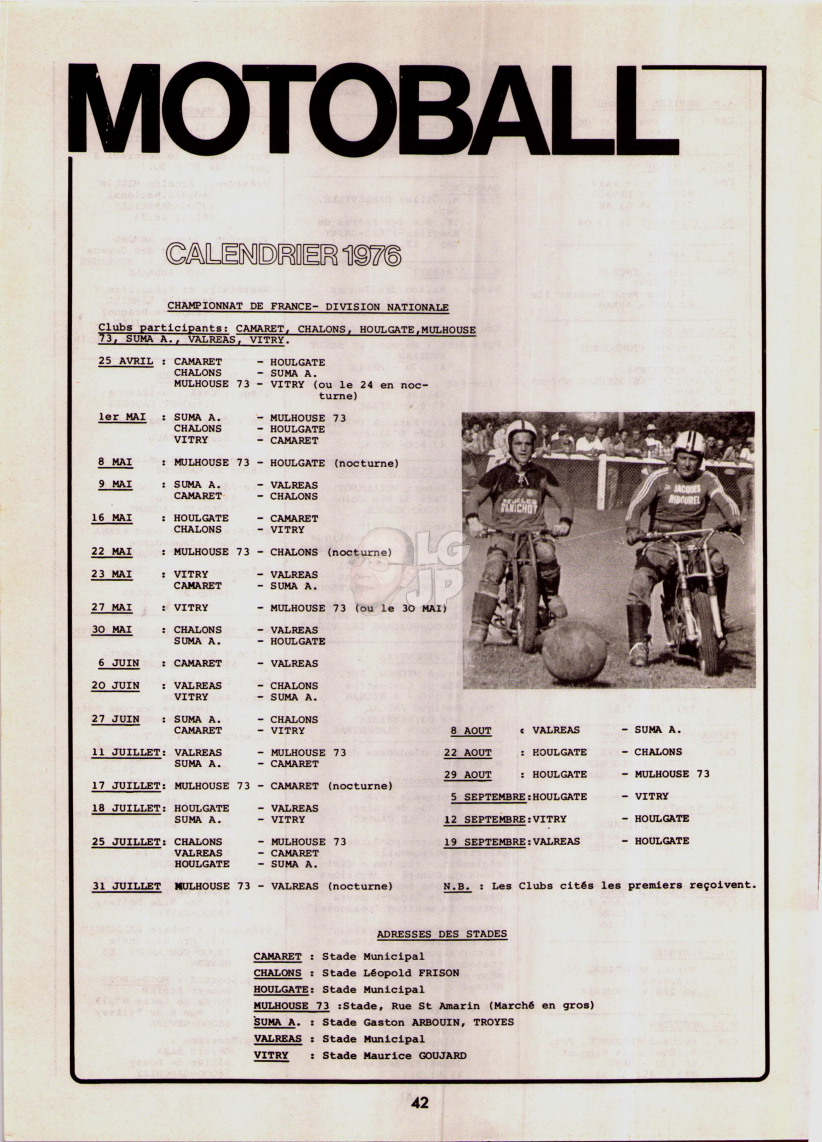 MOTOBALL
CALENDRIER 1976
CHAMPIONNAT DE FRANCE- DIVISION NATIONALE
Clubs participants: CAMARET, CHALONS, HOULGATE,MULHOUSE
73, SUMA A., VALREAS, VITRY.
25 AVRIL : CAMARET - HOULGATE
CHALONS - SUMA A.
MULHOUSE 73 - VITRY (ou le 24 en noc-
turne)
1er MAI : SUMA A. - MULHOUSE 73
CHALONS - HOULGATE
VITRY - CAMARET
8 MAI : MULHOUSE 73 - HOULGATE (nocturne)
9 MAI : SUMA A. - VALREAS
CAMARET - CHALONS
16 MAI : HOULGATE - CAMARET
CHALONS - VITRY
22 MAI : MULHOUSE 73 - CHALONS (nocturne)
23 MAI : VITRY - VALREAS
CAMARET - SUMA A.
27 MAI : VITRY - MULHOUSE 73 (ou le 30 MAI)
30 MAI : CHALONS - VALREAS
SUMA A. - HOULGATE
6 JUIN : CAMARET - VALREAS
20 JUIN : VALREAS - CHALONS
VITRY - SUMA A.
27 JUIN : SUMA A. - CHALONS
CAMARET - VITRY
11 JUILLET: VALREAS - MULHOUSE 73
SUMA A. - CAMARET
17 JUILLET: MULHOUSE 73 - CAMARET (nocturne)
18 JUILLET: HOULGATE - VALREAS
SUMA A. - VITRY
25 JUILLET: CHALONS - MULHOUSE 73
VALREAS - CAMARET
HOULGATE - SUMA A.
31 JUILLET MULHOUSE 73 - VALREAS (nocturne)
JACQUES
RIBOUREL
LG
JP
8 AOUT : VALREAS - SUMA A.
22 AOUT : HOULGATE - CHALONS
29 AOUT : HOULGATE - MULHOUSE 73
5 SEPTEMBRE:HOULGATE - VITRY
12 SEPTEMBRE:VITRY - HOULGATE
19 SEPTEMBRE:VALREAS - HOULGATE
N.B. : Les Clubs cités les premiers reçoivent.
ADRESSES DES STADES
CAMARET : Stade Municipal
CHALONS : Stade Léopold FRISON
HOULGATE: Stade Municipal
MULHOUSE 73 :Stade, Rue St Amarin (Marché en gros)
SUMA A. : Stade Gaston ARBOUIN, TROYES
VALREAS : Stade Municipal
VITRY : Stade Maurice GOUJARD
42